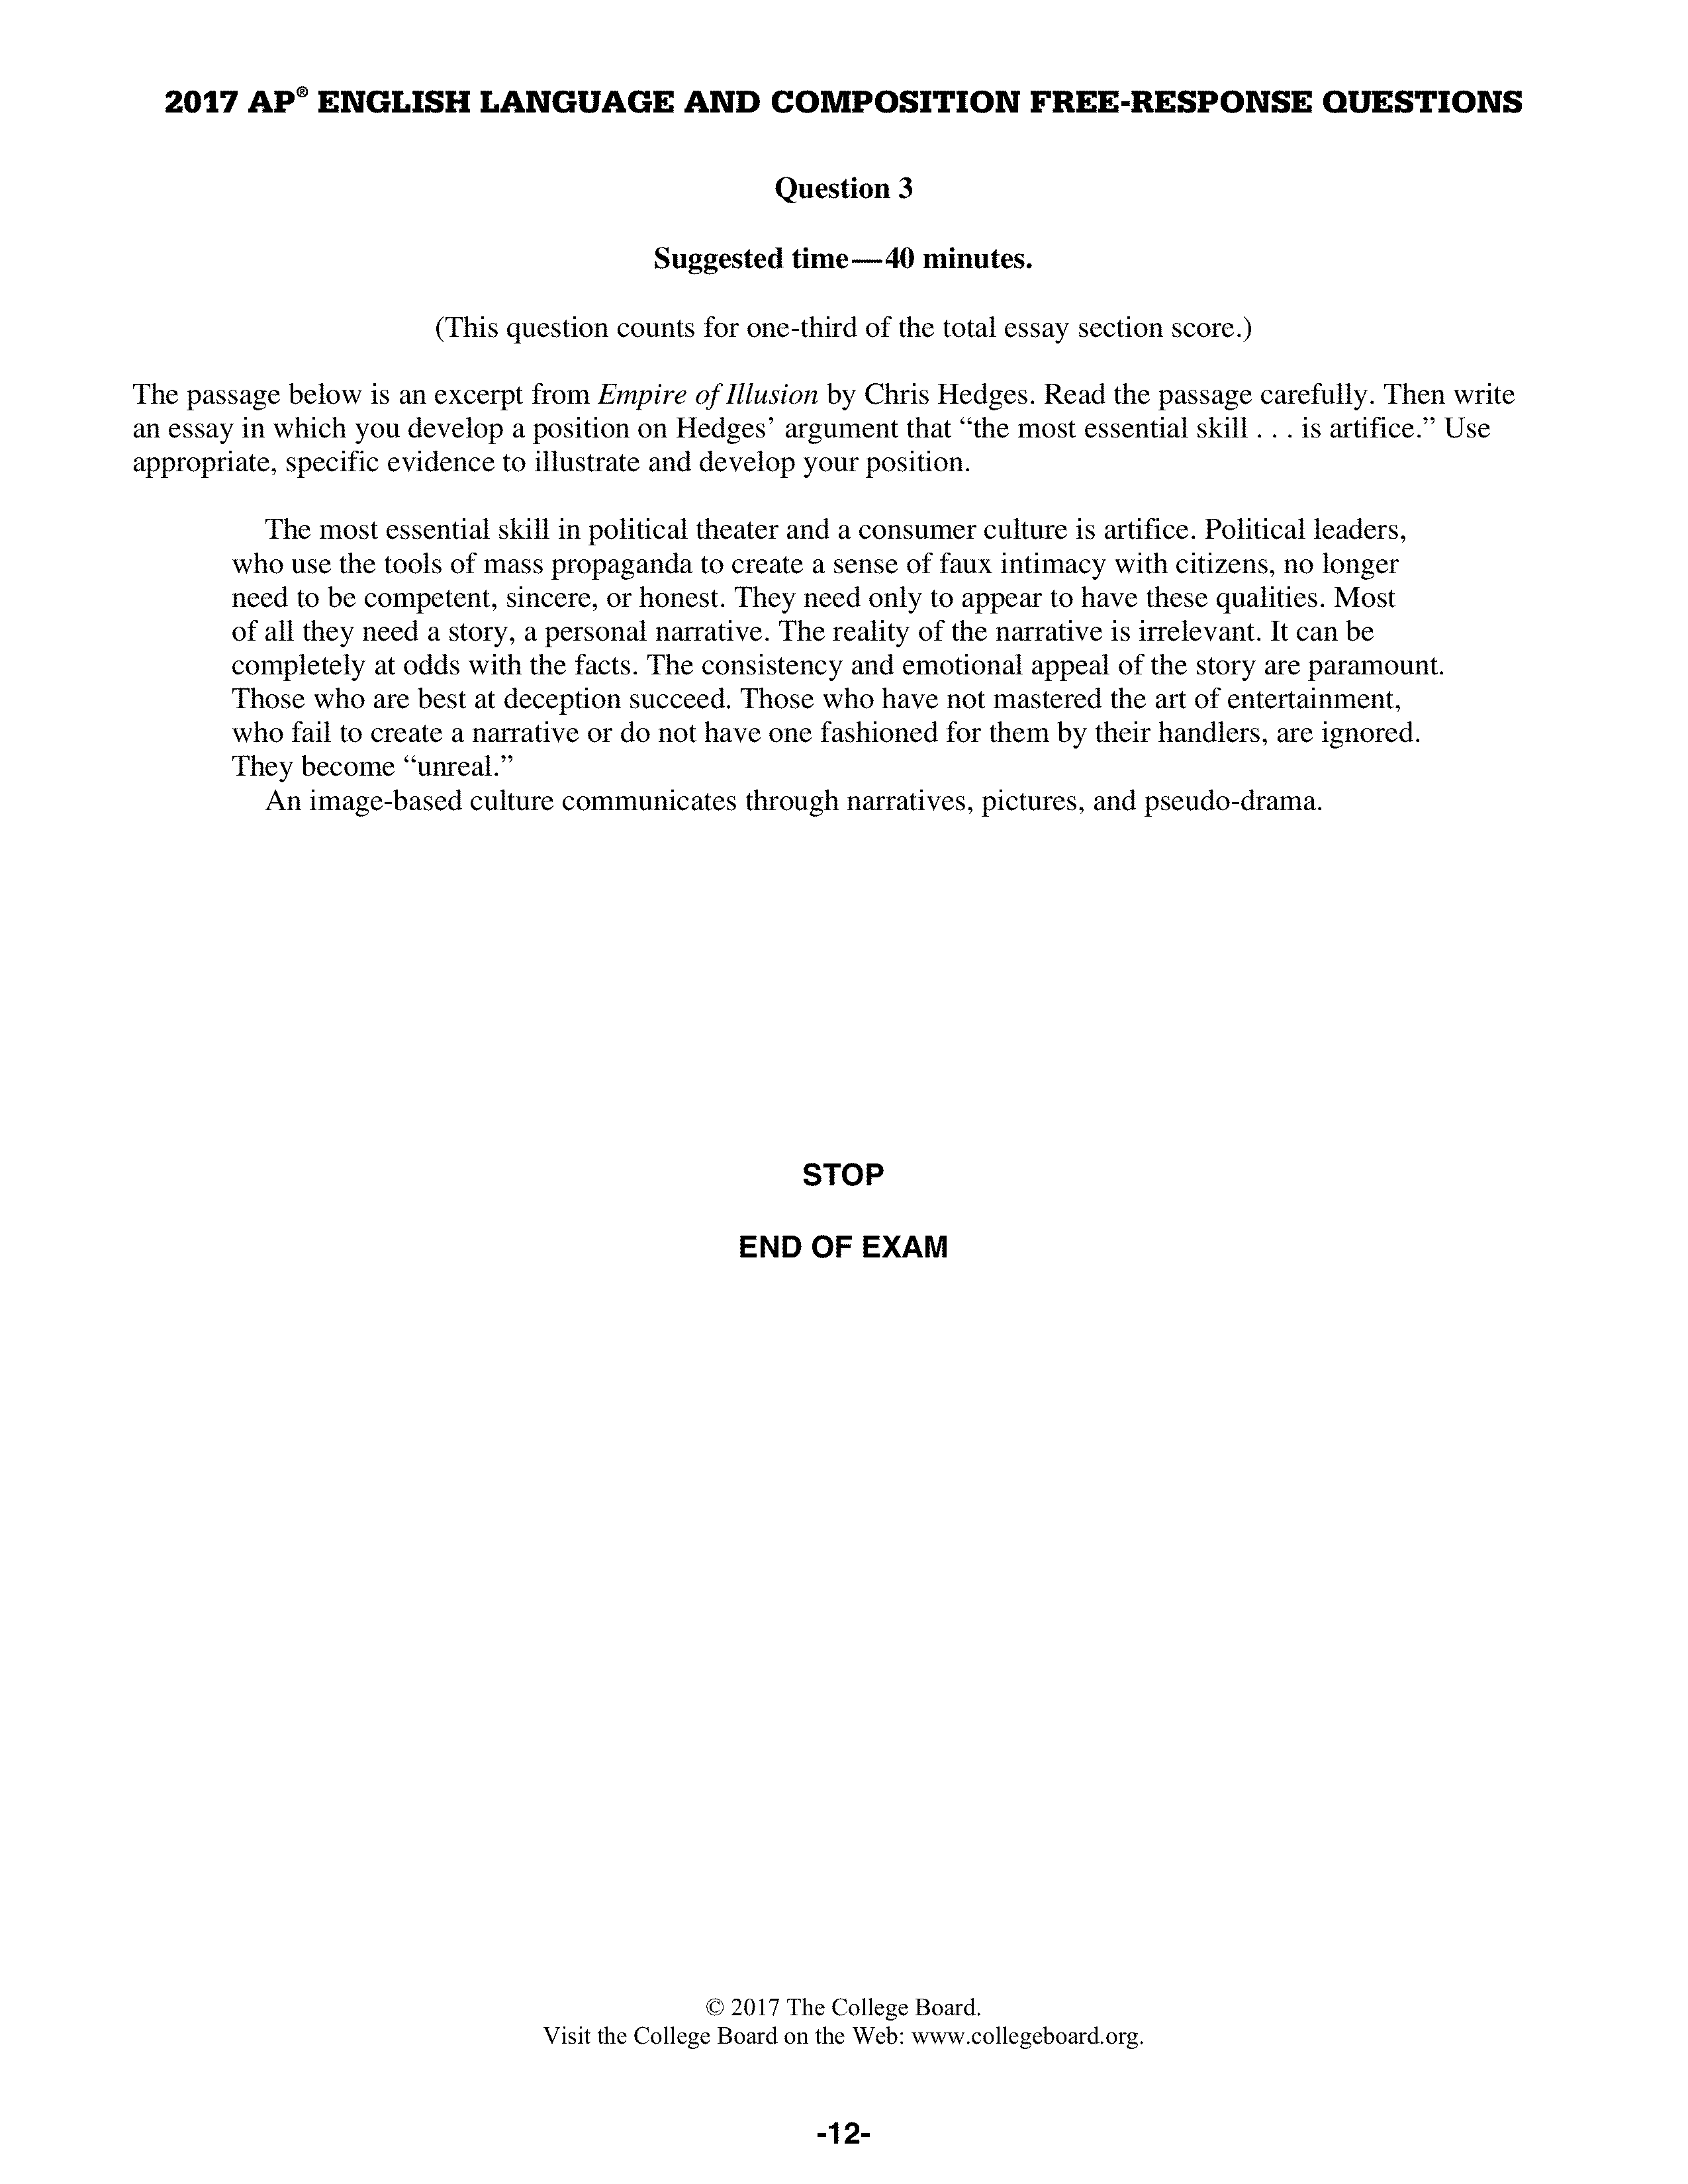 2017 AP® ENGLISH LANGUAGE AND COMPOSITION FREE-RESPONSE QUESTIONS
Question 3
Suggested time—40 minutes.
(This question counts for one-third of the total essay section score.)
The passage below is an excerpt from Empire of Illusion by Chris Hedges. Read the passage carefully. Then write
an essay in which you develop a position on Hedges’ argument that “the most essential skill . . . is artifice.” Use
appropriate, specific evidence to illustrate and develop your position.
The most essential skill in political theater and a consumer culture is artifice. Political leaders,
who use the tools of mass propaganda to create a sense of faux intimacy with citizens, no longer
need to be competent, sincere, or honest. They need only to appear to have these qualities. Most
of all they need a story, a personal narrative. The reality of the narrative is irrelevant. It can be
completely at odds with the facts. The consistency and emotional appeal of the story are paramount.
Those who are best at deception succeed. Those who have not mastered the art of entertainment,
who fail to create a narrative or do not have one fashioned for them by their handlers, are ignored.
They become “unreal.”
An image-based culture communicates through narratives, pictures, and pseudo-drama.
STOP
END OF EXAM
© 2017 The College Board.
Visit the College Board on the Web: www.collegeboard.org.
-12-